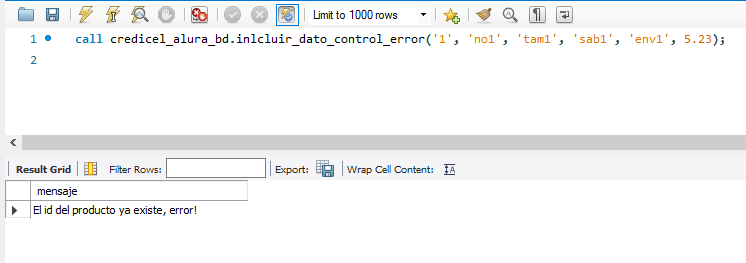 Limit to 1000 rows
1 call credicel_alura_bd.inlcluir_dato_control_error('1', 'no1', 'tam1', 'sab1', 'env1', 5.23);
2
Result Grid Filter Rows: Export: Wrap Cell Content:
mensaje
El id del producto ya existe, error!